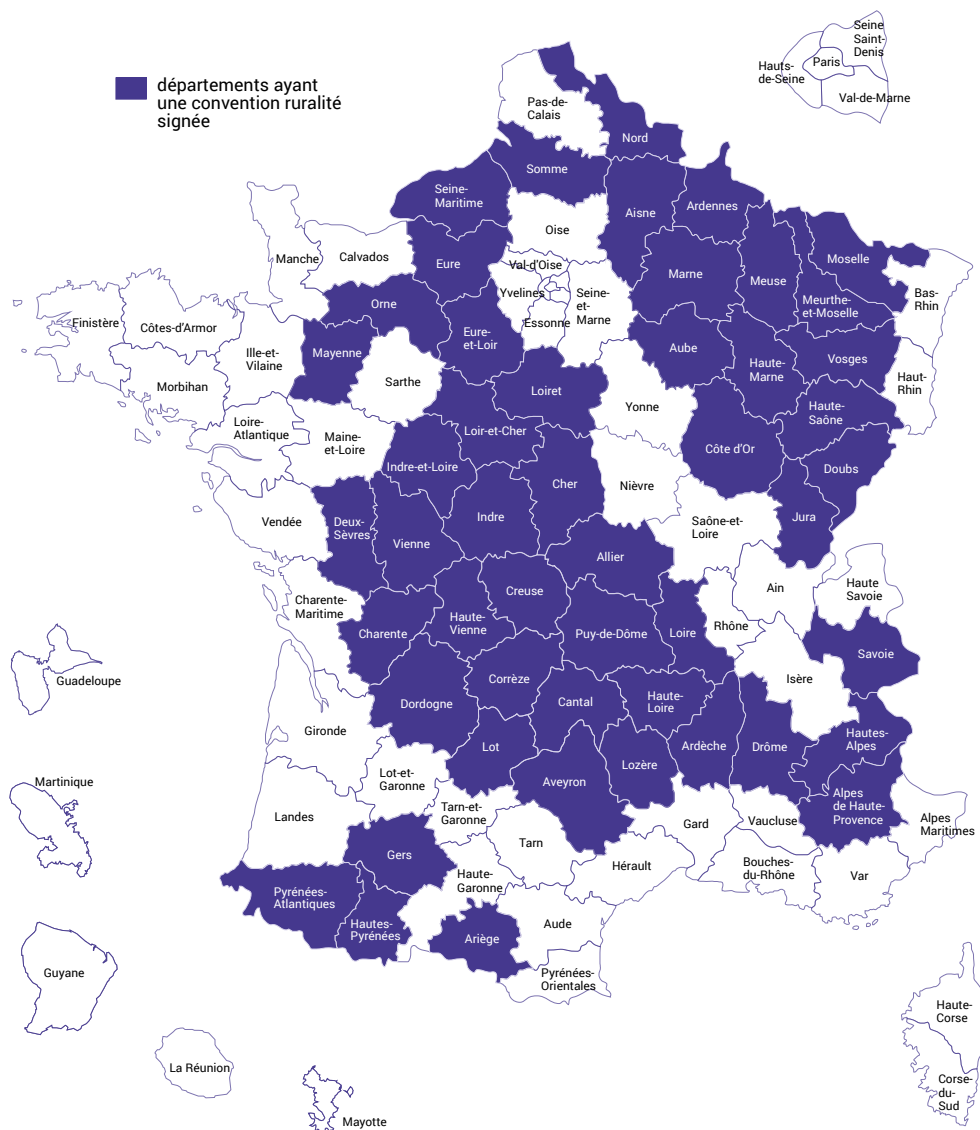 départements ayant
une convention ruralité
signée
Seine
Saint-
Denis
Hauts-
de-Seine
Paris
Val-de-Marne
Pas-de-
Calais
Nord
Somme
Seine-
Maritime
Aisne
Ardennes
Oise
Manche
Calvados
Eure
Val-d'Oise
Yvelines
Essonne
Seine-
et-
Marne
Marne
Meuse
Moselle
Meurthe-
et-Moselle
Bas-
Rhin
Finistère
Côtes-d'Armor
Orne
Eure-
et-Loir
Ille-et-
Vilaine
Mayenne
Sarthe
Aube
Haute-
Marne
Vosges
Haut-
Rhin
Morbihan
Loiret
Yonne
Haute-
Saône
Loire-
Atlantique
Maine-
et-Loire
Loir-et-Cher
Indre-et-Loire
Côte d'Or
Doubs
Cher
Nièvre
Vendée
Deux-
Sèvres
Vienne
Indre
Saône-et-
Loire
Jura
Allier
Charente-
Maritime
Charente
Haute-
Vienne
Creuse
Puy-de-Dôme
Loire
Rhône
Ain
Haute
Savoie
Savoie
Isère
Guadeloupe
Gironde
Dordogne
Corrèze
Cantal
Haute-
Loire
Ardèche
Drôme
Hautes-
Alpes
Martinique
Landes
Lot-et-
Garonne
Lot
Aveyron
Lozère
Alpes
de Haute-
Provence
Alpes
Maritimes
Tarn-et-
Garonne
Tarn
Gard
Vaucluse
Gers
Haute-
Garonne
Hérault
Bouches-
du-Rhône
Var
Pyrénées-
Atlantiques
Hautes-
Pyrénées
Ariège
Aude
Pyrénées-
Orientales
Guyane
La Réunion
Mayotte
Haute-
Corse
Corse-
du-
Sud